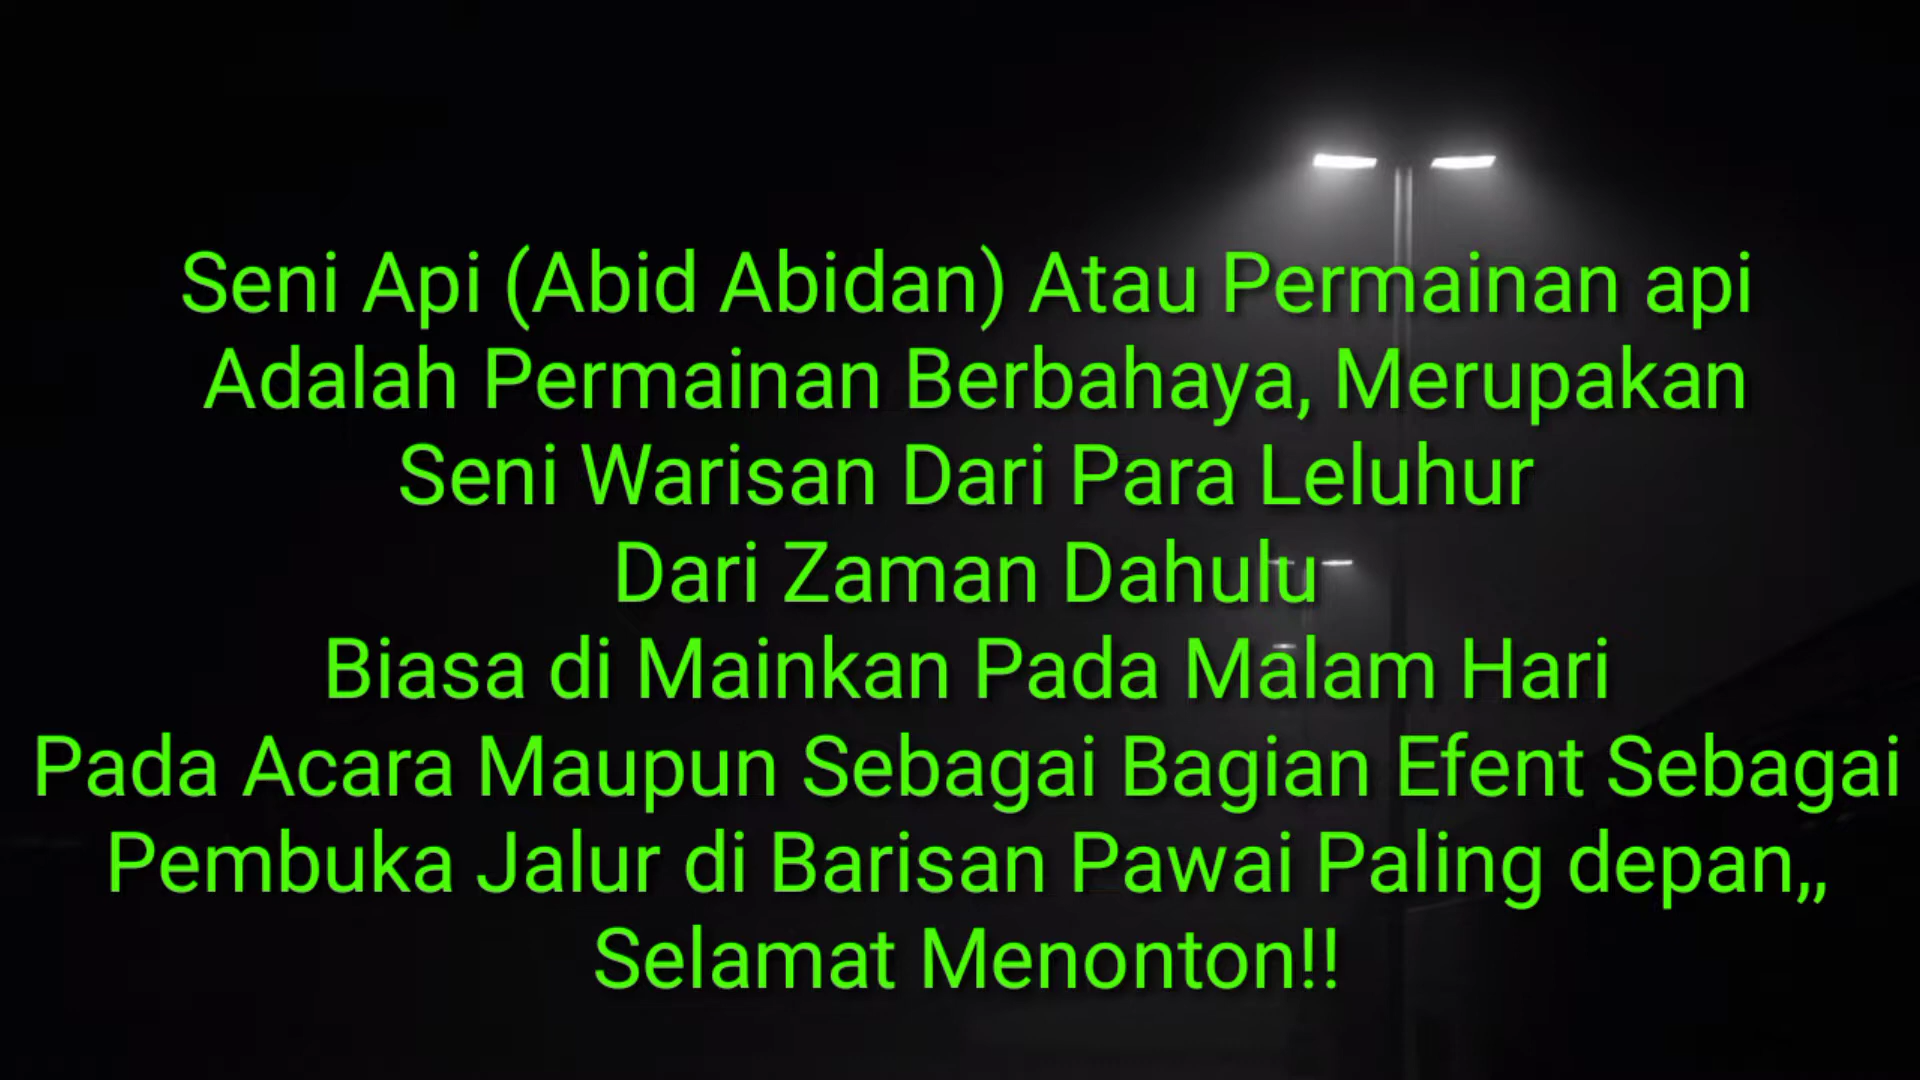 Seni Api (Abid Abidan) Atau Permainan api
Adalah Permainan Berbahaya, Merupakan
Seni Warisan Dari Para Leluhur
Dari Zaman Dahulu
Biasa di Mainkan Pada Malam Hari
Pada Acara Maupun Sebagai Bagian Efent Sebagai
Pembuka Jalur di Barisan Pawai Paling depan,,
Selamat Menonton!!